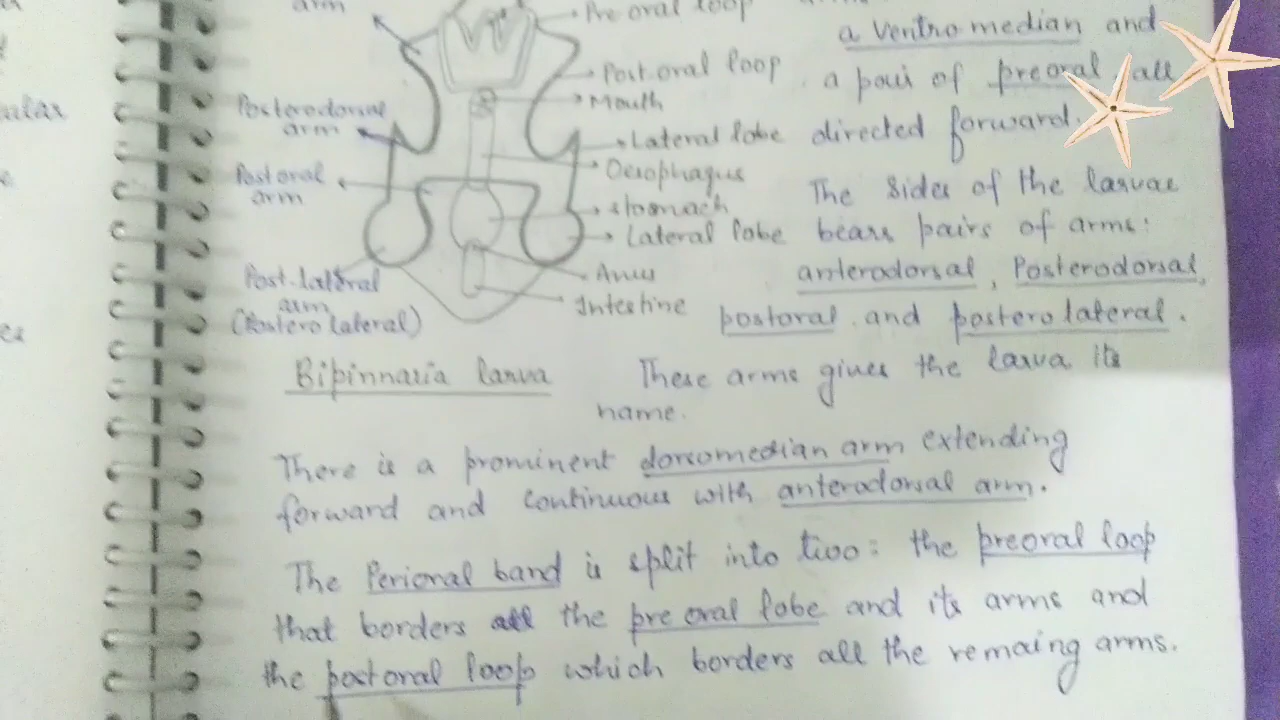 arm
Pre oral loop
Post-oral loop
Mouth
Posterodorsal
arm
Lateral lobe
Oesophagus
Postoral
arm
Stomach
Lateral lobe
Anus
Intestine
Post-lateral
arm
(Postero lateral)
Bipinnaria larva
a ventromedian and
a pair of preoral all
directed forward.
The sides of the larvae
bears pairs of arms:
anterodorsal, Posterodorsal,
postoral and postero lateral.
These arms gives the larva its
name.
There is a prominent dorsomedian arm extending
forward and continuous with anterodorsal arm.
The Perioral band is split into two: the preoral loop
that borders all the pre oral lobe and its arms and
the postoral loop which borders all the remaing arms.